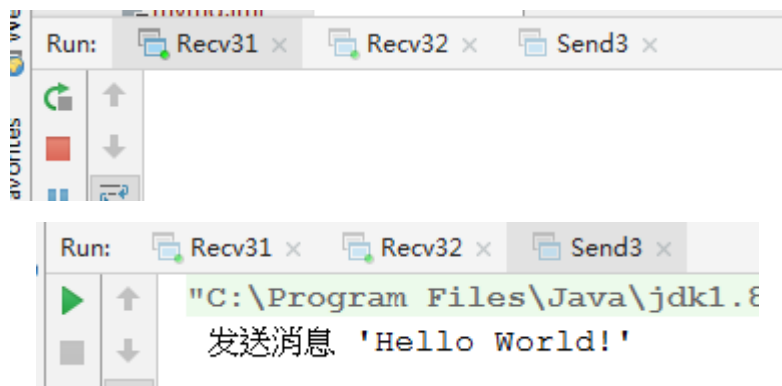 Run: Recv31 × Recv32 × Send3 ×
avorites
Run: Recv31 × Recv32 × Send3 ×
"C:\Program Files\Java\jdk1.8
发送消息 'Hello World!'